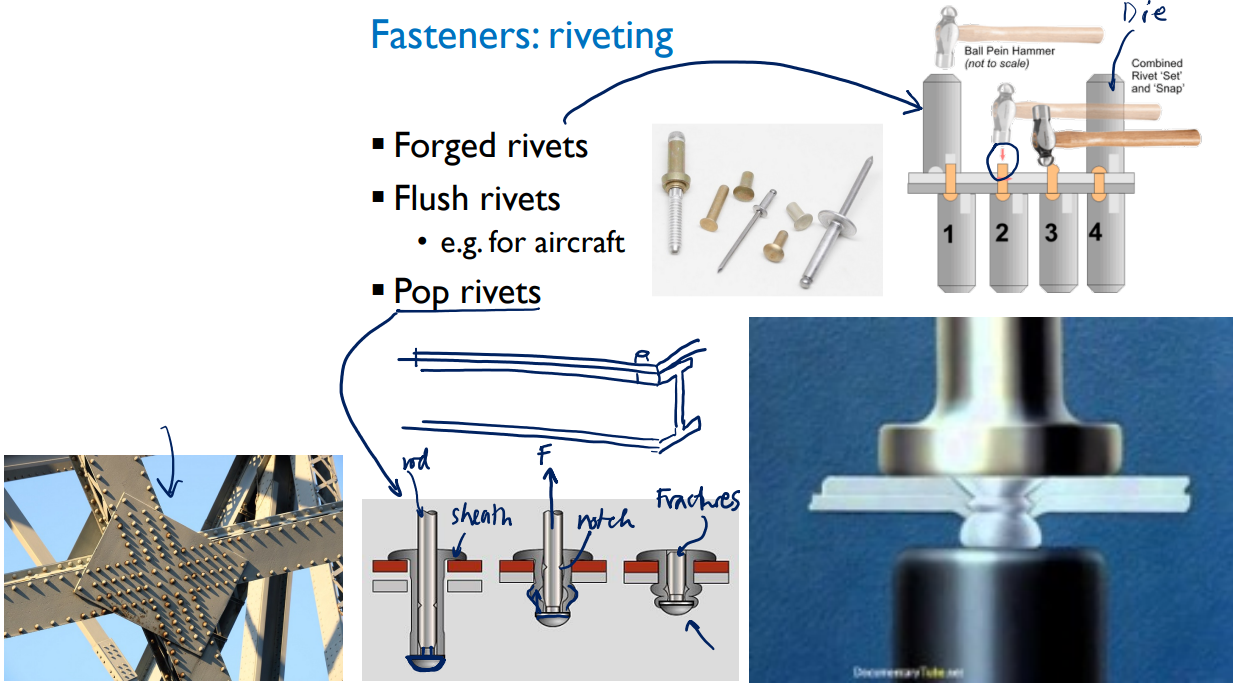 Fasteners: riveting
Die
Ball Pein Hammer
(not to scale)
Combined
Rivet 'Set'
and 'Snap'
▪ Forged rivets
▪ Flush rivets
• e.g. for aircraft
▪ Pop rivets
1 2 3 4
rod
sheath
F
notch
Fractures
DocumentaryTube.net